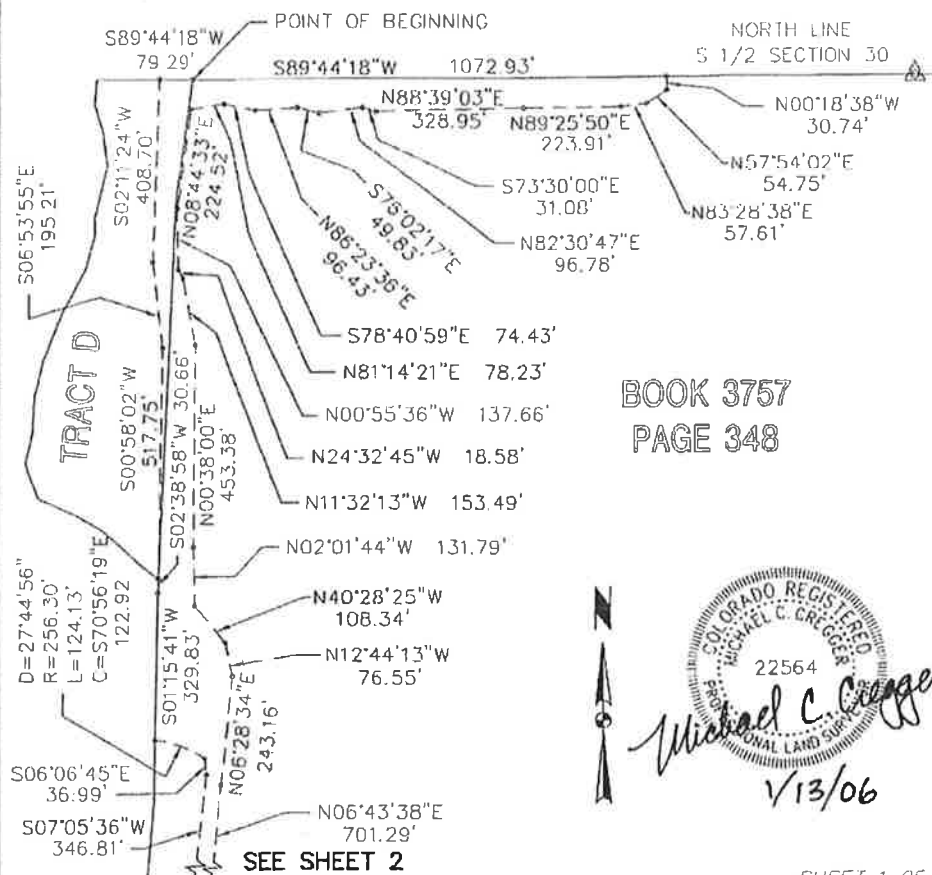 POINT OF BEGINNING
S89°44'18"W
79.29'
S89°44'18"W 1072.93'
NORTH LINE
S 1/2 SECTION 30
N88°39'03"E
328.95'
N89°25'50"E
223.91'
N00°18'38"W
30.74'
N57°54'02"E
54.75'
N83°28'38"E
57.61'
S73°30'00"E
31.08'
N82°30'47"E
96.78'
S75°02'17"E
49.83'
N86°23'36"E
96.43'
S78°40'59"E 74.43'
N81°14'21"E 78.23'
N00°55'36"W 137.66'
N24°32'45"W 18.58'
N11°32'13"W 153.49'
N02°01'44"W 131.79'
N40°28'25"W
108.34'
N12°44'13"W
76.55'
S06°53'55"E
195.21'
S02°11'24"W
408.70'
N08°44'33"E
224.52'
TRACT D
S00°58'02"W
517.75'
S02°38'58"W 30.66'
N00°38'00"E
453.38'
D=27°44'56"
R=256.30'
L=124.13'
C=S70°56'19"E
122.92
S01°15'41"W
329.83'
N06°28'34"E
243.16'
S06°06'45"E
36.99'
S07°05'36"W
346.81'
N06°43'38"E
701.29'
SEE SHEET 2
BOOK 3757
PAGE 348
N
S
COLORADO REGISTERED
MICHAEL C. CREGGER
22564
PROFESSIONAL LAND SURVEYOR
Michael C Cregger
1/13/06
SHEET 1 OF